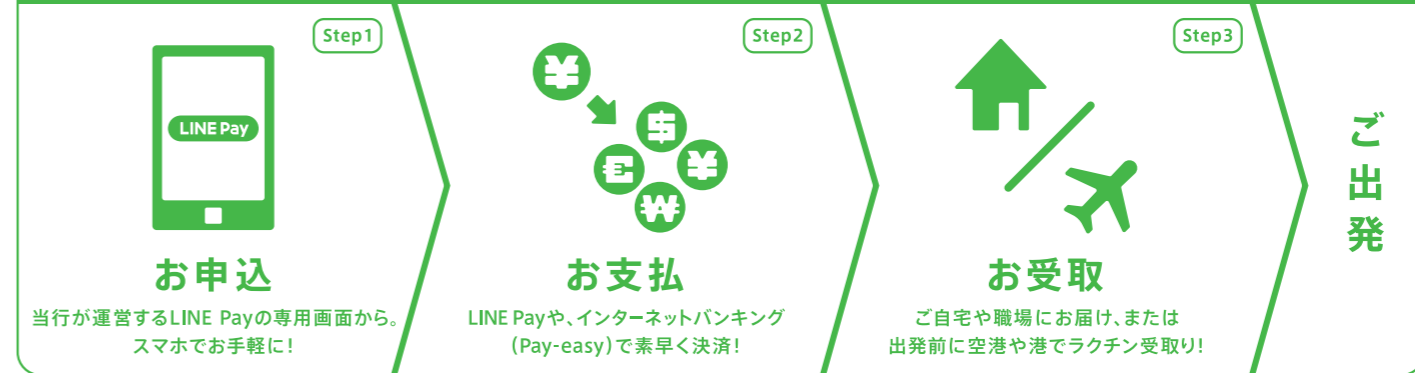 Step1
LINE Pay
お申込
当行が運営するLINE Payの専用画面から。
スマホでお手軽に!
Step2
¥
$
€
¥
₩
お支払
LINE Payや、インターネットバンキング
(Pay-easy)で素早く決済!
Step3
お受取
ご自宅や職場にお届け、または
出発前に空港や港でラクチン受取り!
ご出発